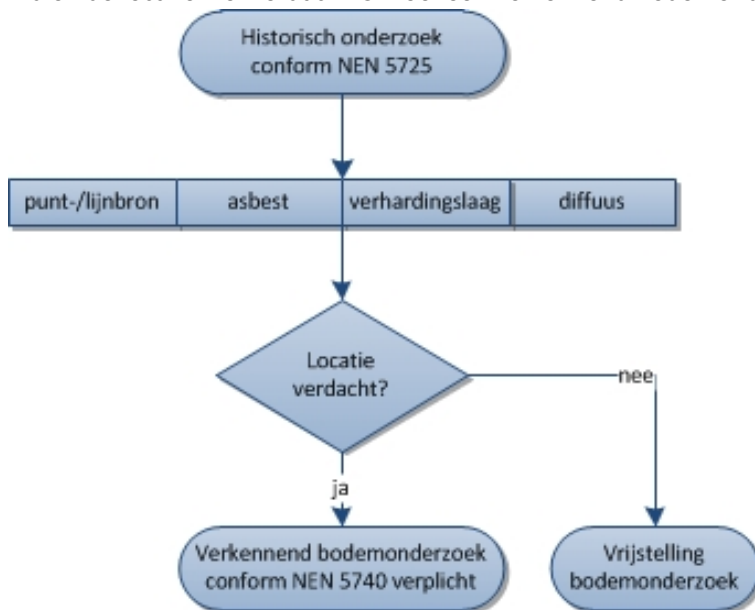 Historisch onderzoek
conform NEN 5725
punt-/lijnbron asbest verhardingslaag diffuus
Locatie
verdacht?
nee
ja
Verkennend bodemonderzoek
conform NEN 5740 verplicht
Vrijstelling
bodemonderzoek